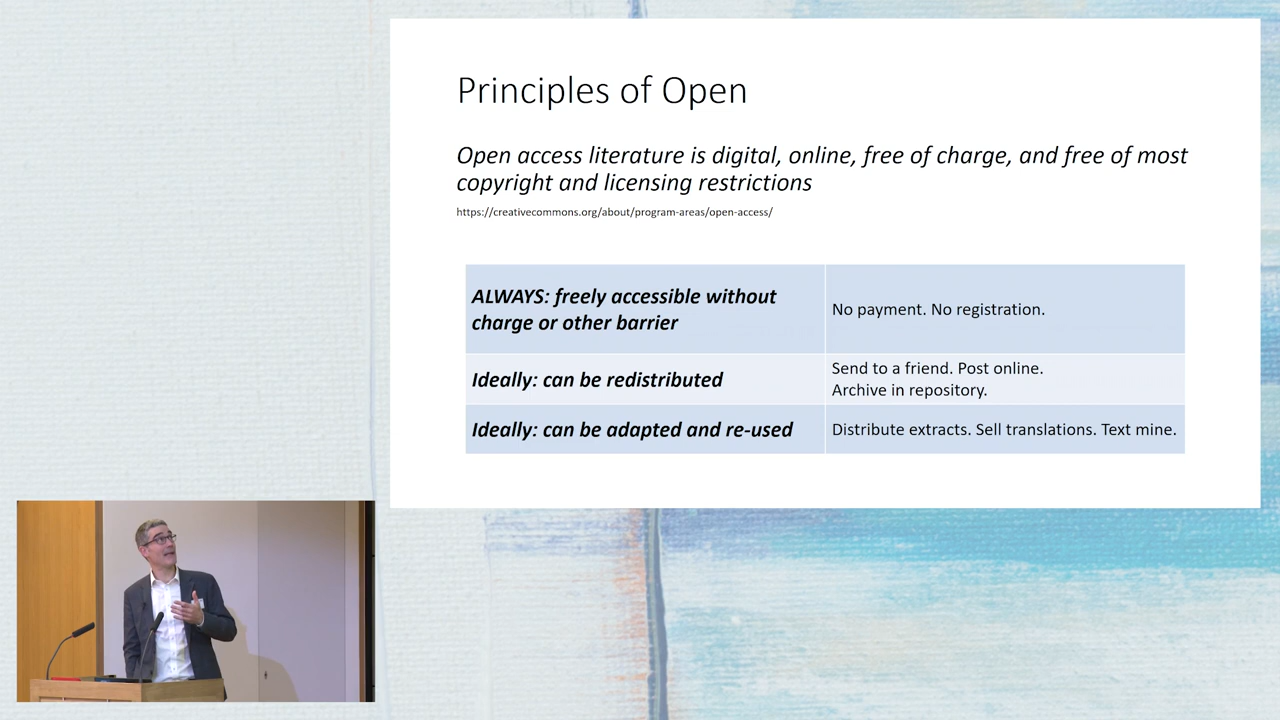 Principles of Open
Open access literature is digital, online, free of charge, and free of most
copyright and licensing restrictions
https://creativecommons.org/about/program-areas/open-access/
ALWAYS: freely accessible without
charge or other barrier
No payment. No registration.
Ideally: can be redistributed
Send to a friend. Post online.
Archive in repository.
Ideally: can be adapted and re-used
Distribute extracts. Sell translations. Text mine.